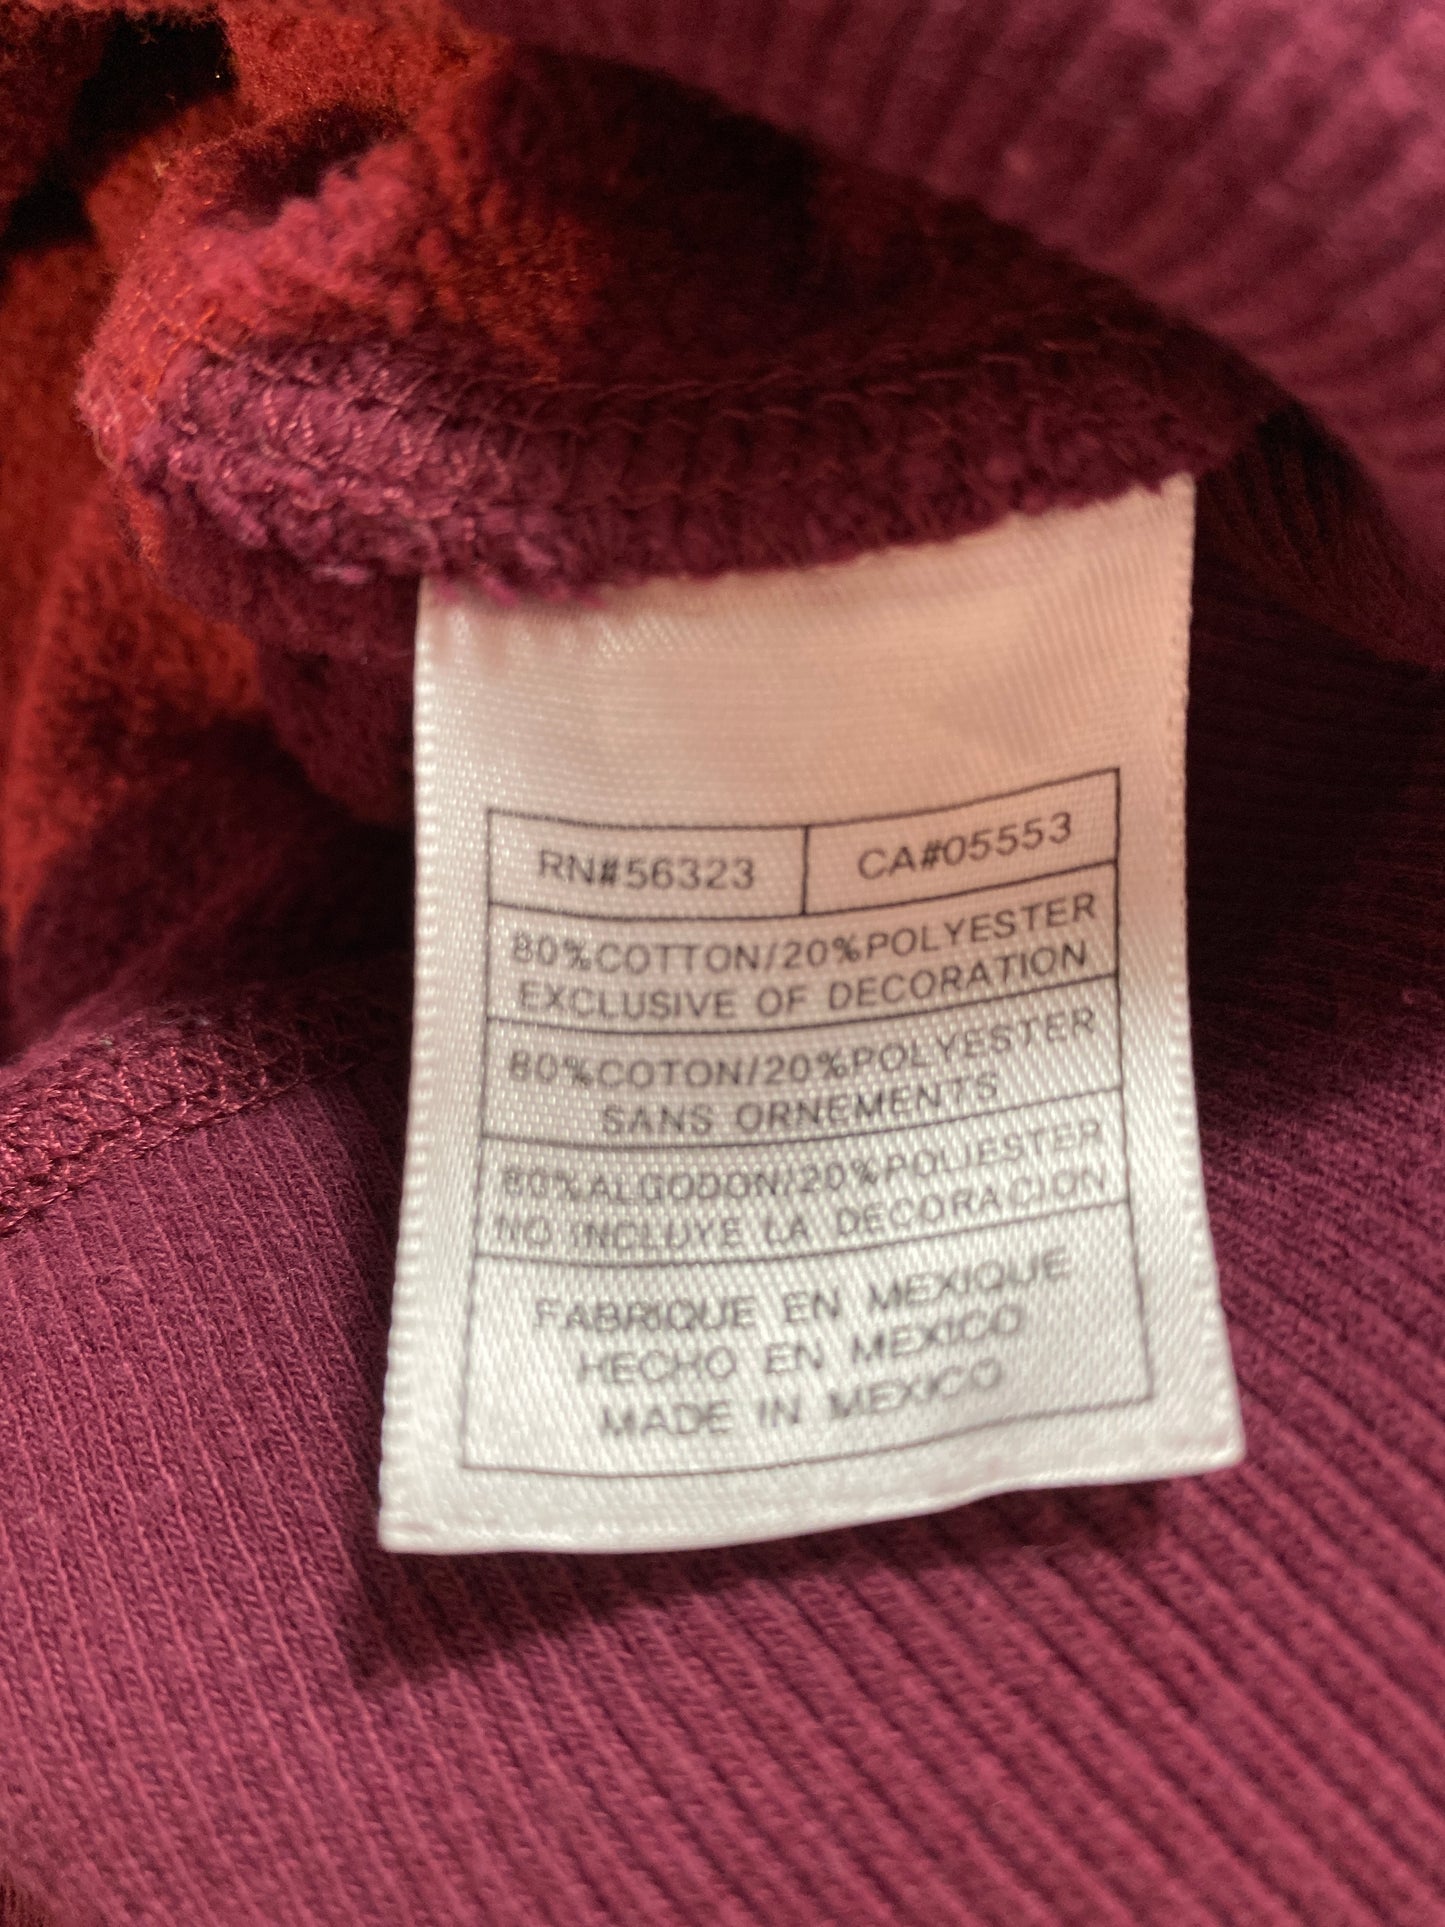 RN#56323 CA#05553
80%COTTON/20%POLYESTER
EXCLUSIVE OF DECORATION
80%COTON/20%POLYESTER
SANS ORNEMENTS
80%ALGODON/20%POLIESTER
NO INCLUYE LA DECORACION
FABRIQUE EN MEXIQUE
HECHO EN MEXICO
MADE IN MEXICO